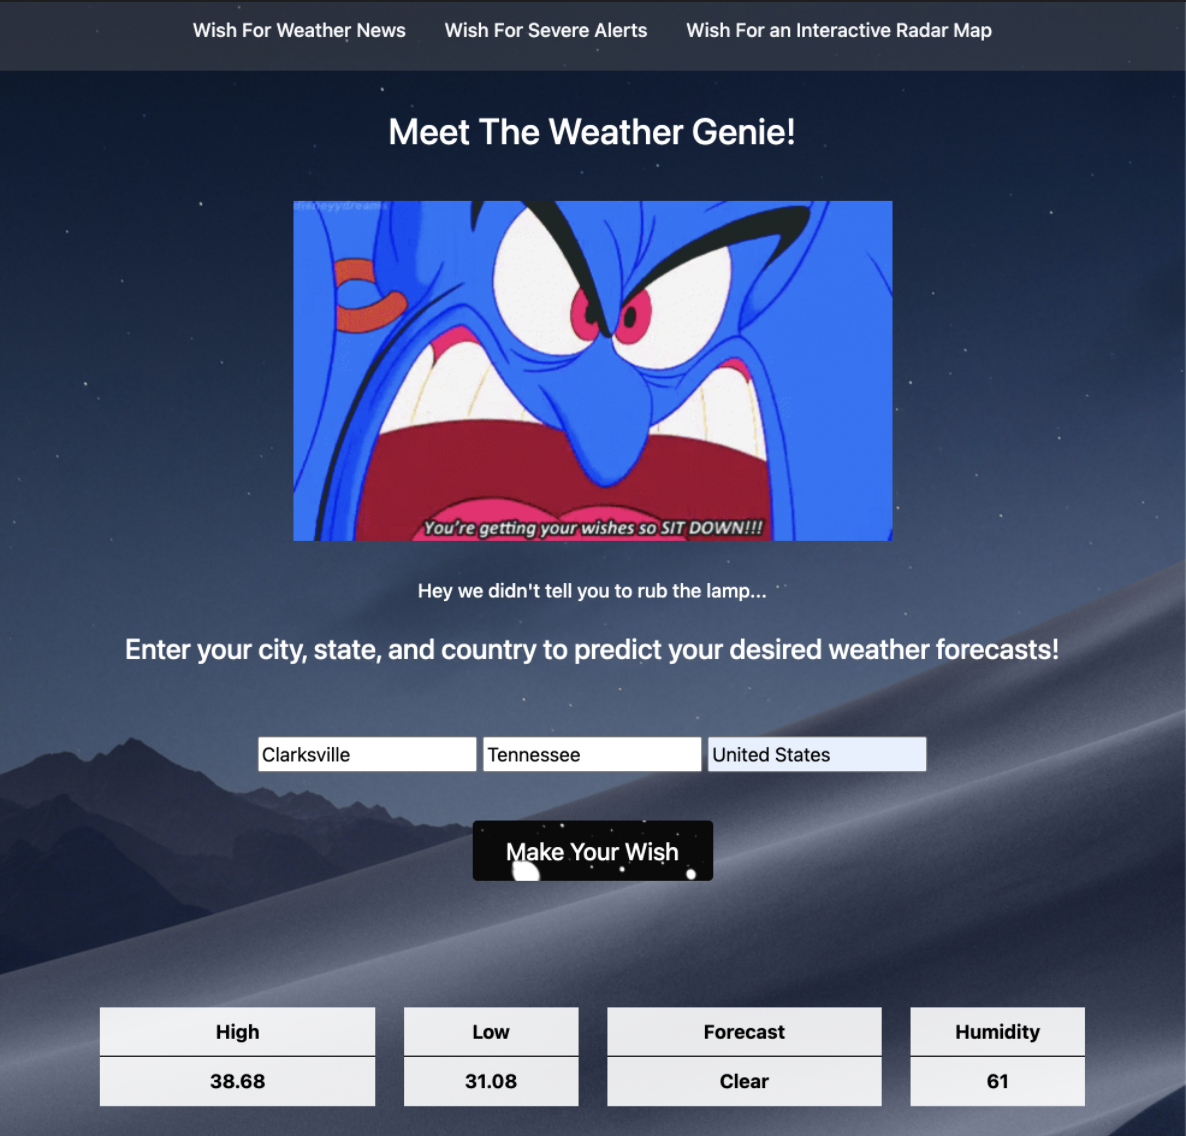 Wish For Weather News Wish For Severe Alerts Wish For an Interactive Radar Map
Meet The Weather Genie!
disneyydreams
You're getting your wishes so SIT DOWN!!!
Hey we didn't tell you to rub the lamp...
Enter your city, state, and country to predict your desired weather forecasts!
Clarksville Tennessee United States
Make Your Wish
High Low Forecast Humidity
38.68 31.08 Clear 61